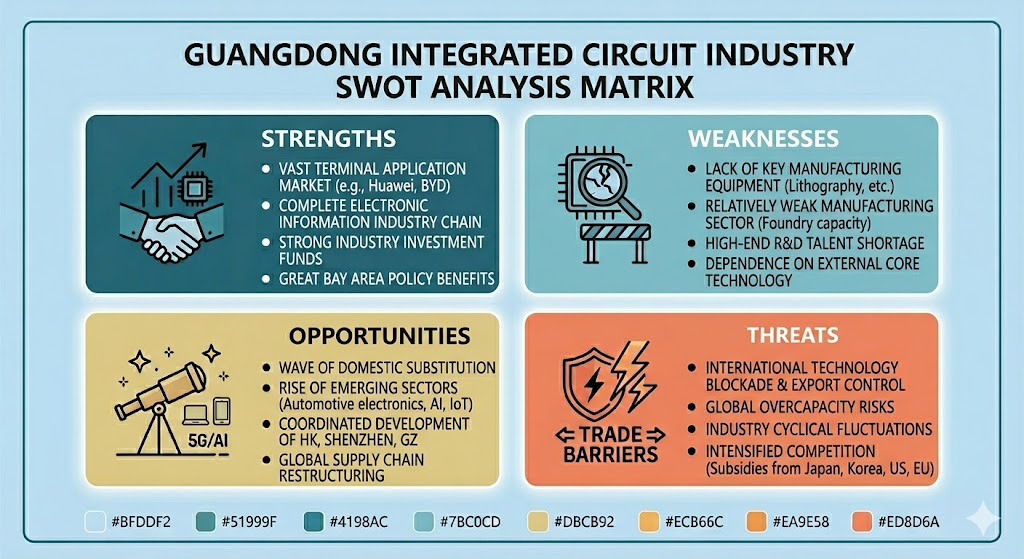 GUANGDONG INTEGRATED CIRCUIT INDUSTRY
SWOT ANALYSIS MATRIX
STRENGTHS
• VAST TERMINAL APPLICATION
MARKET (e.g., Huawei, BYD)
• COMPLETE ELECTRONIC
INFORMATION INDUSTRY CHAIN
• STRONG INDUSTRY INVESTMENT
FUNDS
• GREAT BAY AREA POLICY BENEFITS
WEAKNESSES
• LACK OF KEY MANUFACTURING
EQUIPMENT (Lithography, etc.)
• RELATIVELY WEAK MANUFACTURING
SECTOR (Foundry capacity)
• HIGH-END R&D TALENT SHORTAGE
• DEPENDENCE ON EXTERNAL CORE
TECHNOLOGY
OPPORTUNITIES
• WAVE OF DOMESTIC SUBSTITUTION
• RISE OF EMERGING SECTORS
(Automotive electronics, AI, IoT)
• COORDINATED DEVELOPMENT
OF HK, SHENZHEN, GZ
• GLOBAL SUPPLY CHAIN
RESTRUCTURING
5G/AI
THREATS
• INTERNATIONAL TECHNOLOGY
BLOCKADE & EXPORT CONTROL
• GLOBAL OVERCAPACITY RISKS
• INDUSTRY CYCLICAL FLUCTUATIONS
• INTENSIFIED COMPETITION
(Subsidies from Japan, Korea, US, EU)
TRADE
BARRIERS
#BFDDF2 #51999F #4198AC #7BC0CD #DBCB92 #ECB66C #EA9E58 #ED8D6A